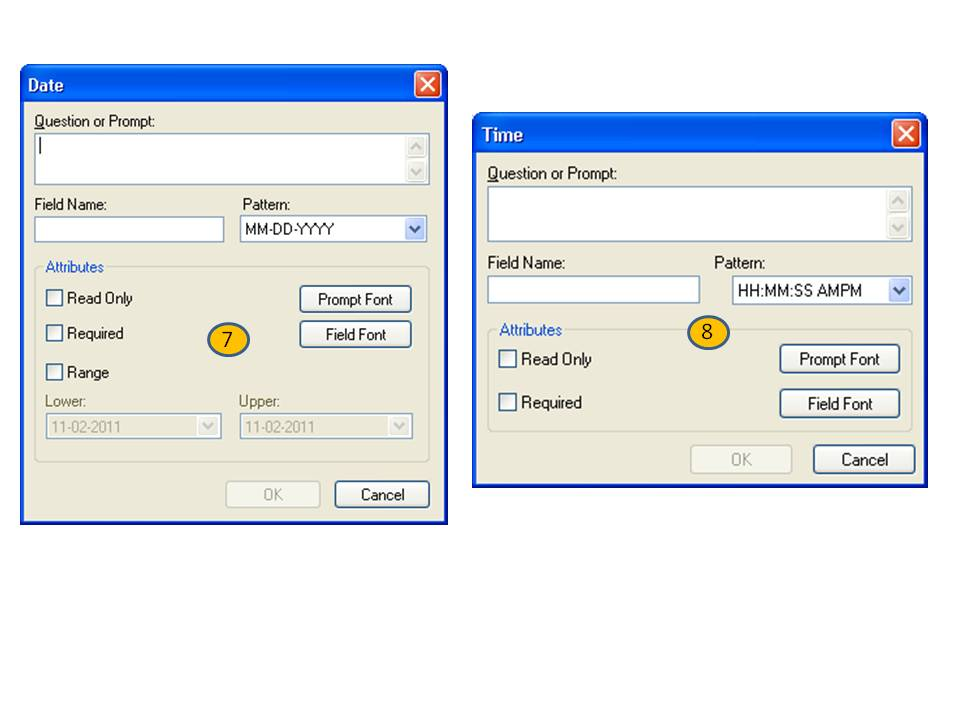 Date
Question or Prompt:
Field Name:
Pattern:
MM-DD-YYYY
Attributes
Read Only
Prompt Font
Required
7
Field Font
Range
Lower:
Upper:
11-02-2011
11-02-2011
OK
Cancel
Time
Question or Prompt:
Field Name:
Pattern:
HH:MM:SS AMPM
Attributes
8
Read Only
Prompt Font
Required
Field Font
OK
Cancel